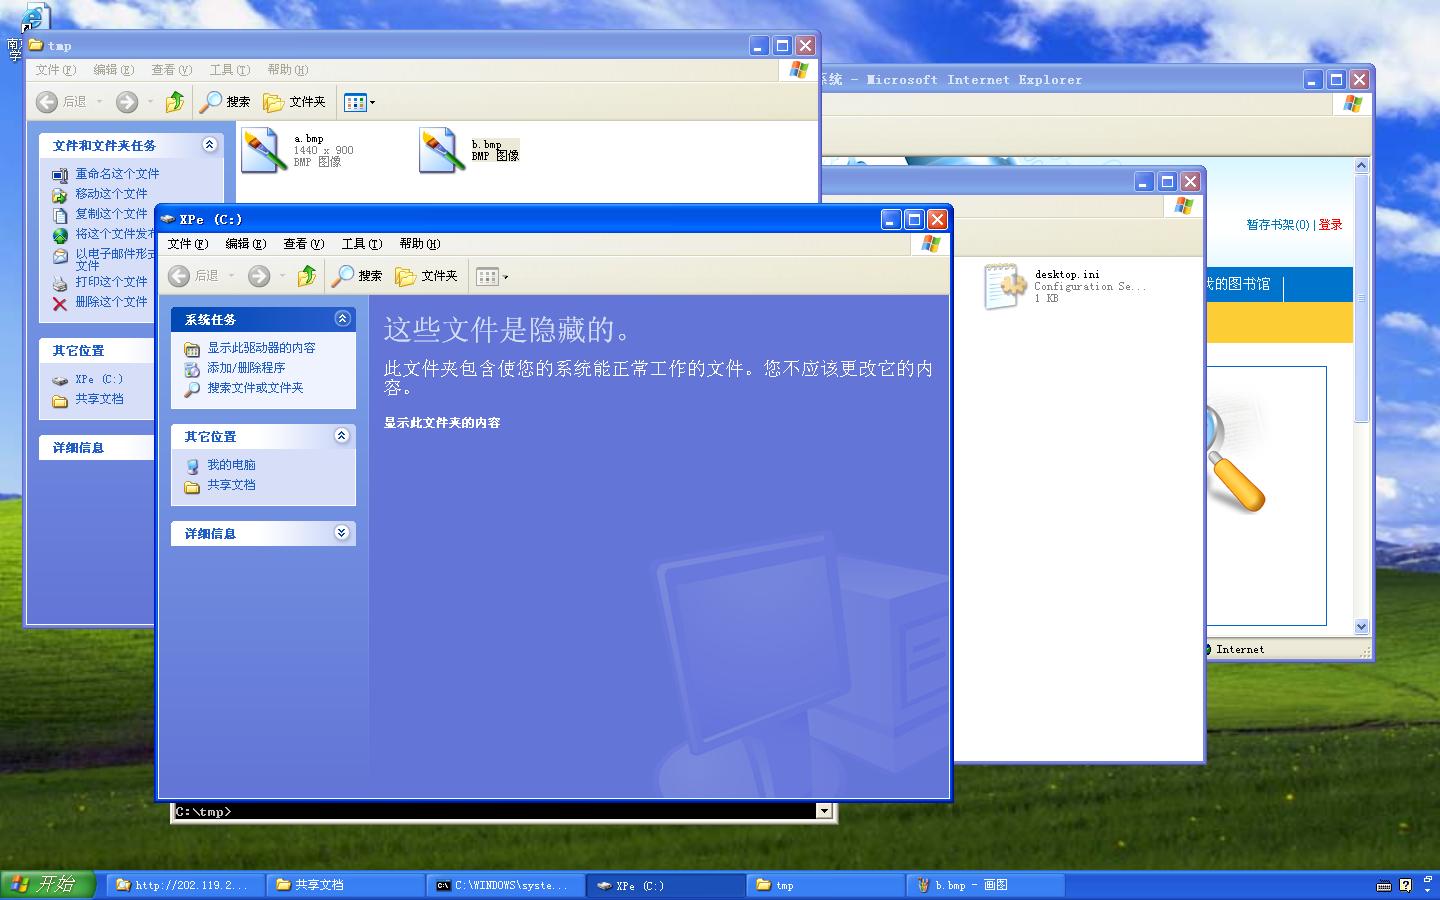 南京
学
tmp
文件(F) 编辑(E) 查看(V) 工具(T) 帮助(H)
后退 搜索 文件夹
文件和文件夹任务
重命名这个文件
移动这个文件
复制这个文件
将这个文件发布
以电子邮件形式
文件
打印这个文件
删除这个文件
其它位置
XPe (C:)
共享文档
详细信息
a.bmp
1440 x 900
BMP 图像
b.bmp
BMP 图像
系统 - Microsoft Internet Explorer
暂存书架(0) | 登录
我的图书馆
Internet
desktop.ini
Configuration Se...
1 KB
XPe (C:)
文件(F) 编辑(E) 查看(V) 工具(T) 帮助(H)
后退 搜索 文件夹
系统任务
显示此驱动器的内容
添加/删除程序
搜索文件或文件夹
其它位置
我的电脑
共享文档
详细信息
这些文件是隐藏的。
此文件夹包含使您的系统能正常工作的文件。您不应该更改它的内
容。
显示此文件夹的内容
C:\tmp>
开始 http://202.119.2... 共享文档 C:\WINDOWS\syste... XPe (C:) tmp b.bmp - 画图